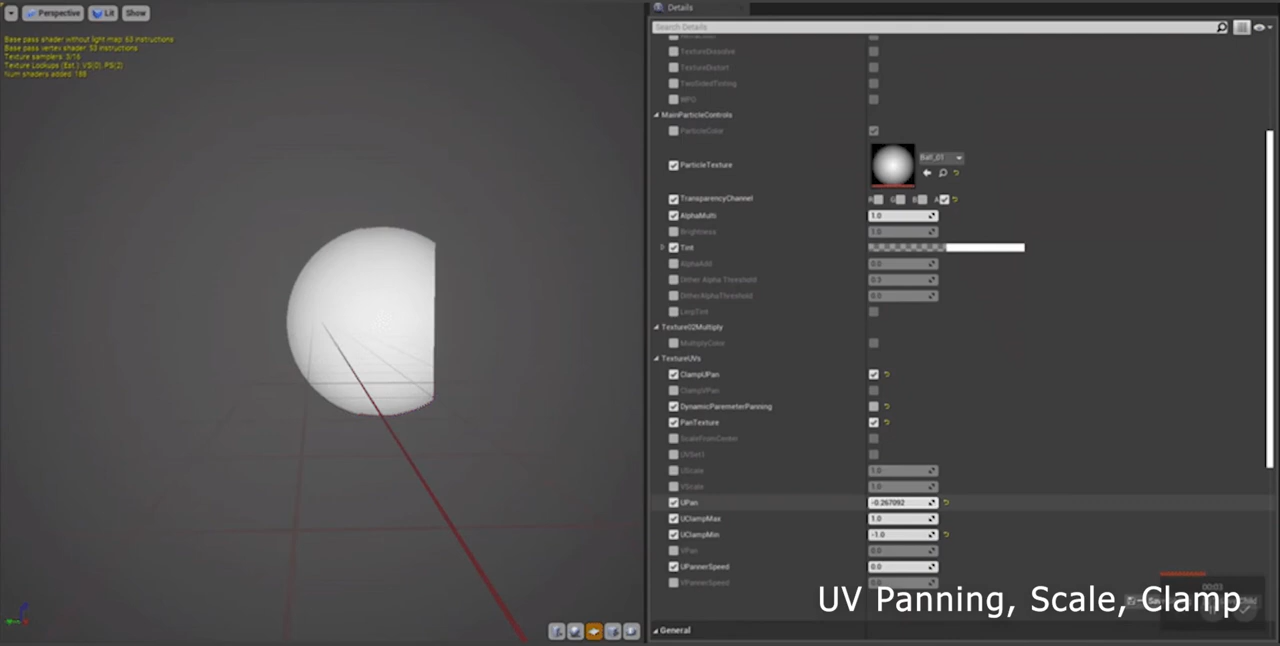 Perspective
Lit
Show
Base pass shader without light map: 63 instructions
Base pass vertex shader: 53 instructions
Texture samplers: 3/16
Texture Lookups (Est.): VS(0), PS(2)
Num shaders added: 188
Details
Search Details
TextureDissolve
TextureDistort
TwoSidedTinting
WPO
MainParticleControls
ParticleColor
ParticleTexture
Ball_01
TransparencyChannel R G B A
AlphaMulti 1.0
Brightness 1.0
Tint
AlphaAdd 0.0
Dither Alpha Threshold 0.3
DitherAlphaThreshold 0.0
LerpTint
Texture02Multiply
MultiplyColor
TextureUVs
ClampUPan
ClampVPan
DynamicParemeterPanning
PanTexture
ScaleFromCenter
UVSet1
UScale 1.0
VScale 1.0
UPan -0.267092
UClampMax 1.0
UClampMin -1.0
VPan 0.0
UPannerSpeed 0.0
VPannerSpeed 0.0
00:03
UV Panning, Scale, Clamp
General